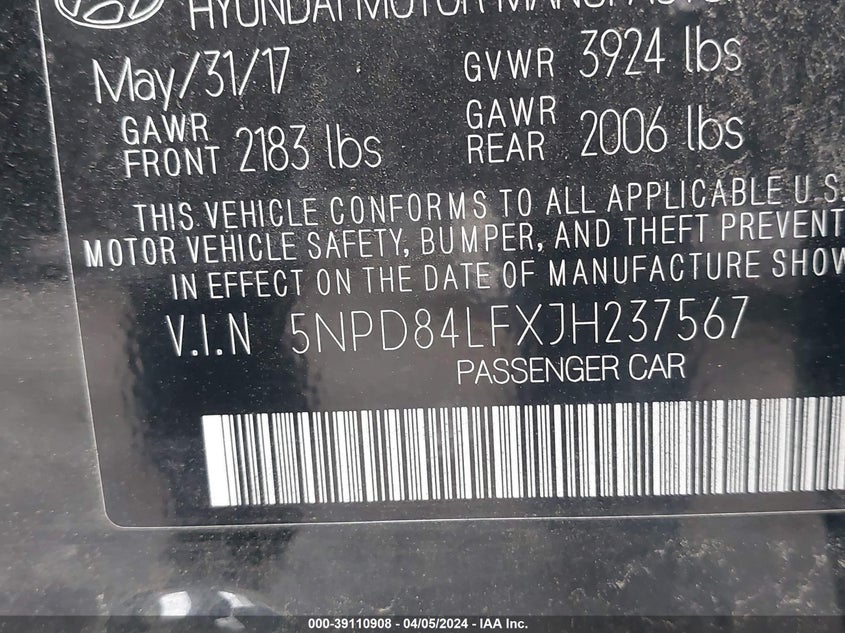 HYUNDAI MOTOR
May/31/17 GVWR 3924 lbs
GAWR FRONT 2183 lbs GAWR REAR 2006 lbs
THIS VEHICLE CONFORMS TO ALL APPLICABLE U.S.
MOTOR VEHICLE SAFETY, BUMPER, AND THEFT PREVENT
IN EFFECT ON THE DATE OF MANUFACTURE SHOW
V.I.N 5NPD84LFXJH237567
PASSENGER CAR
000-39110908 - 04/05/2024 - IAA Inc.